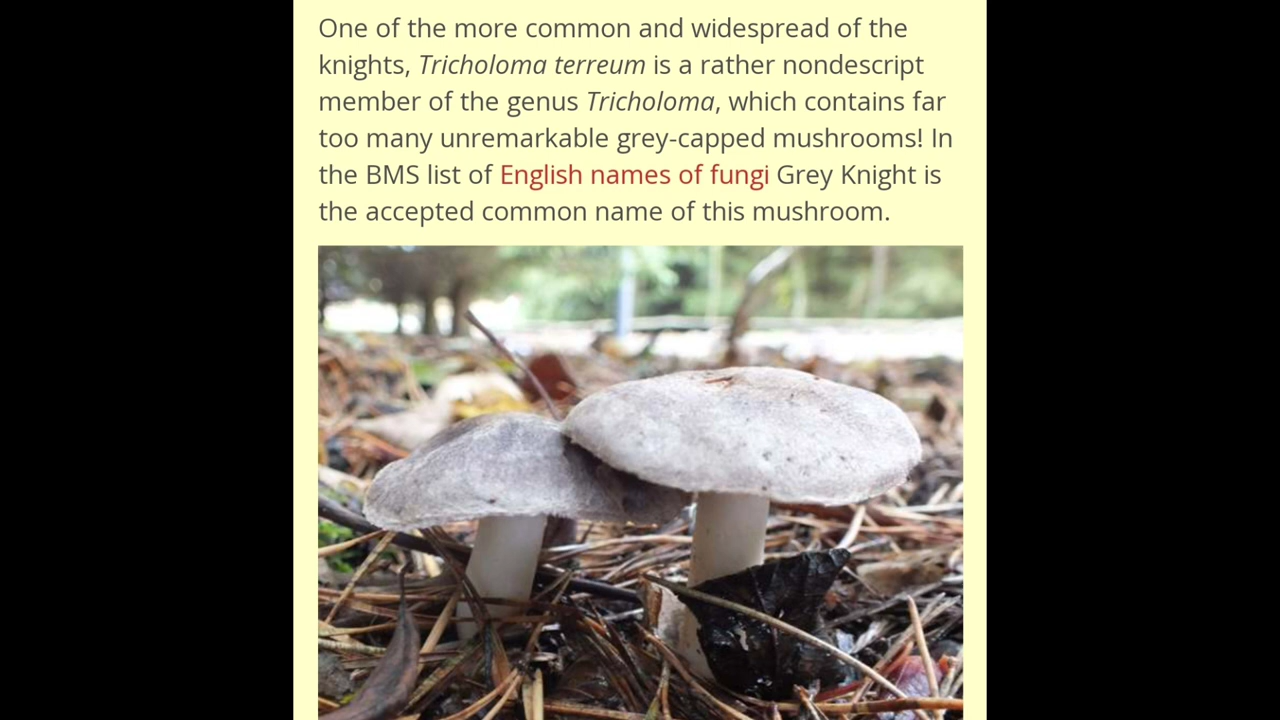 One of the more common and widespread of the
knights, Tricholoma terreum is a rather nondescript
member of the genus Tricholoma, which contains far
too many unremarkable grey-capped mushrooms! In
the BMS list of English names of fungi Grey Knight is
the accepted common name of this mushroom.